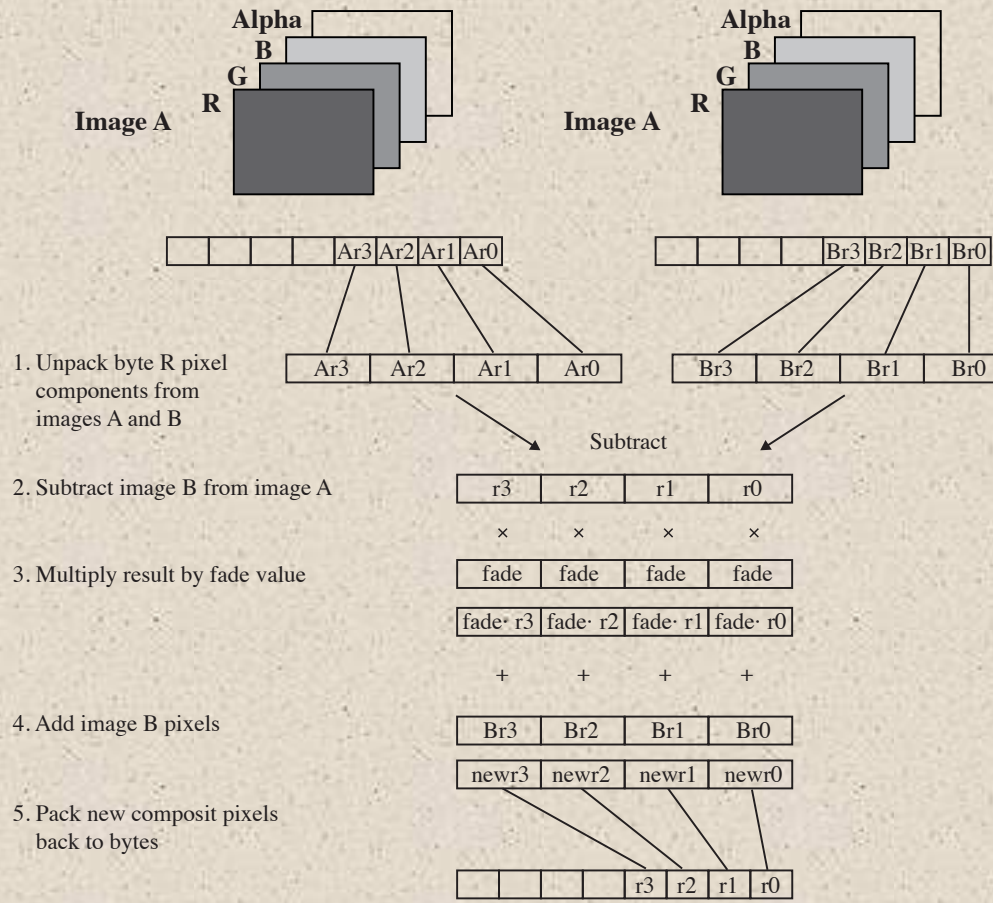 Alpha
B
G
R
Image A
Alpha
B
G
R
Image A
Ar3 Ar2 Ar1 Ar0
Br3 Br2 Br1 Br0
1. Unpack byte R pixel
components from
images A and B
Ar3 Ar2 Ar1 Ar0
Br3 Br2 Br1 Br0
Subtract
2. Subtract image B from image A
r3 r2 r1 r0
× × × ×
3. Multiply result by fade value
fade fade fade fade
fade· r3 fade· r2 fade· r1 fade· r0
+ + + +
4. Add image B pixels
Br3 Br2 Br1 Br0
newr3 newr2 newr1 newr0
5. Pack new composit pixels
back to bytes
r3 r2 r1 r0